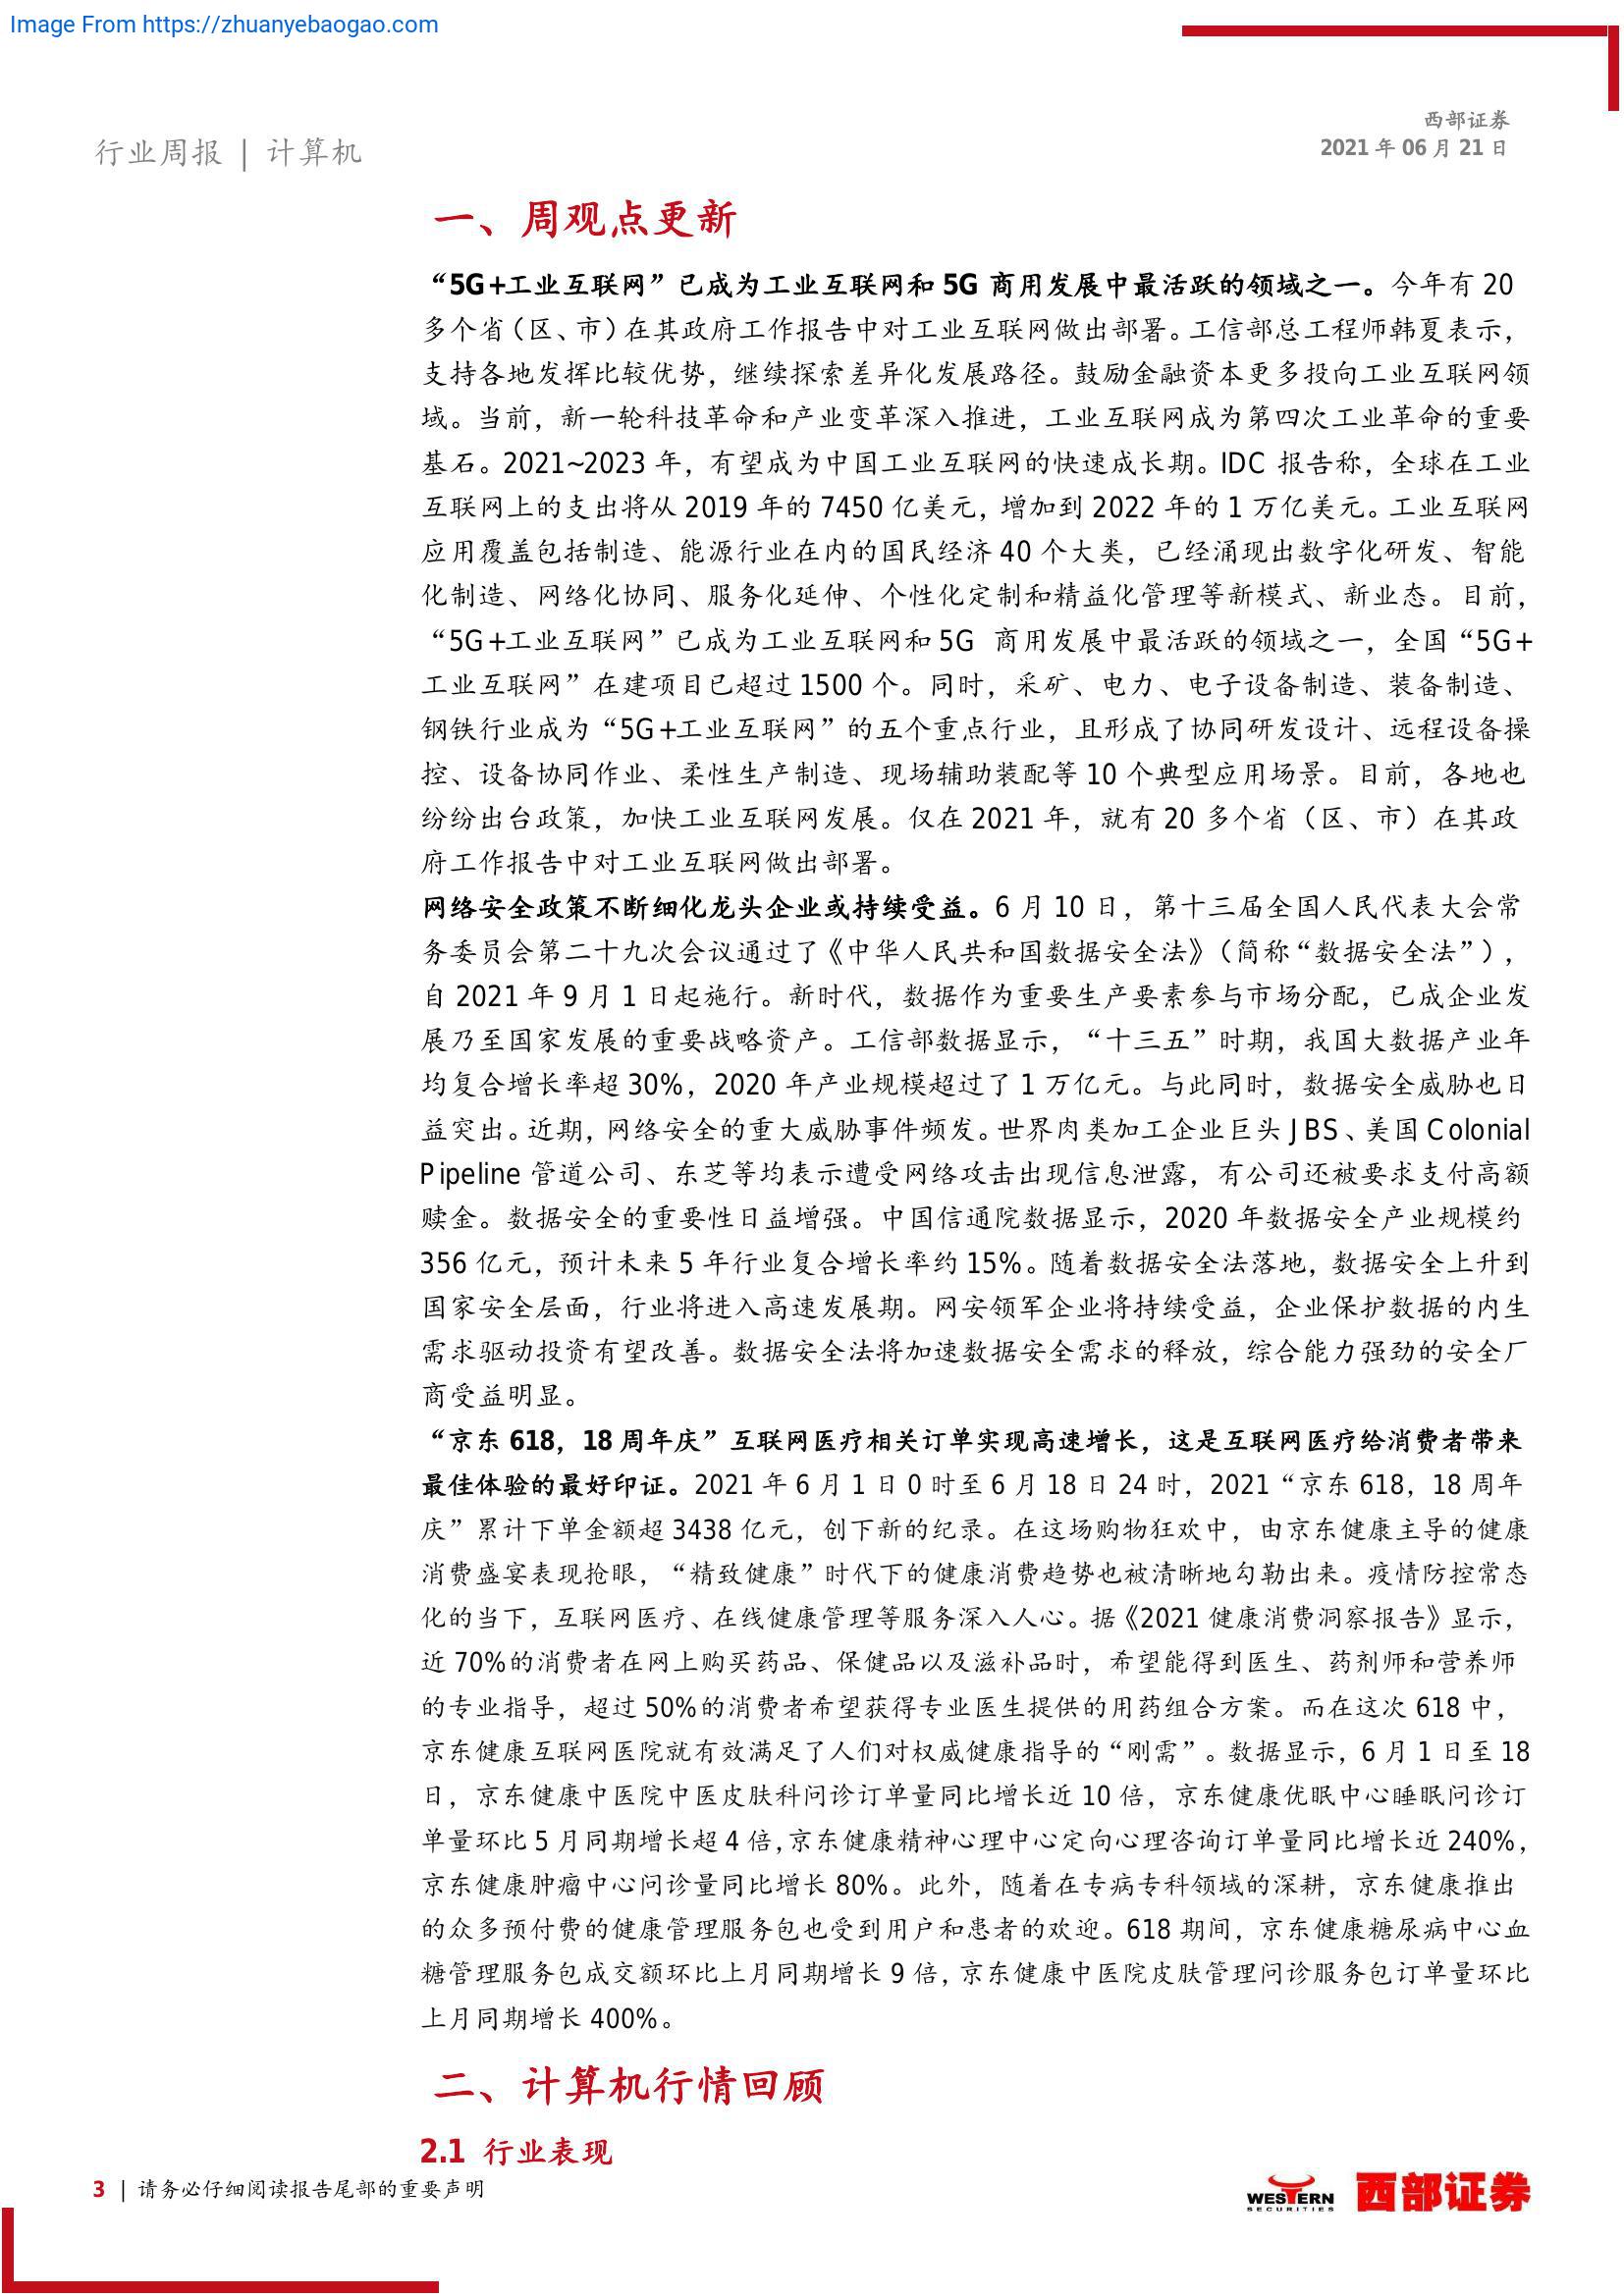 Image From https://zhuanyebaogao.com
西部证券
2021 年 06 月 21 日
行业周报 | 计算机
一、周观点更新
“5G+工业互联网”已成为工业互联网和 5G 商用发展中最活跃的领域之一。今年有 20
多个省（区、市）在其政府工作报告中对工业互联网做出部署。工信部总工程师韩夏表示，
支持各地发挥比较优势，继续探索差异化发展路径。鼓励金融资本更多投向工业互联网领
域。当前，新一轮科技革命和产业变革深入推进，工业互联网成为第四次工业革命的重要
基石。2021~2023 年，有望成为中国工业互联网的快速成长期。IDC 报告称，全球在工业
互联网上的支出将从 2019 年的 7450 亿美元，增加到 2022 年的 1 万亿美元。工业互联网
应用覆盖包括制造、能源行业在内的国民经济 40 个大类，已经涌现出数字化研发、智能
化制造、网络化协同、服务化延伸、个性化定制和精益化管理等新模式、新业态。目前，
“5G+工业互联网”已成为工业互联网和 5G 商用发展中最活跃的领域之一，全国“5G+
工业互联网”在建项目已超过 1500 个。同时，采矿、电力、电子设备制造、装备制造、
钢铁行业成为“5G+工业互联网”的五个重点行业，且形成了协同研发设计、远程设备操
控、设备协同作业、柔性生产制造、现场辅助装配等 10 个典型应用场景。目前，各地也
纷纷出台政策，加快工业互联网发展。仅在 2021 年，就有 20 多个省（区、市）在其政
府工作报告中对工业互联网做出部署。
网络安全政策不断细化龙头企业或持续受益。6 月 10 日，第十三届全国人民代表大会常
务委员会第二十九次会议通过了《中华人民共和国数据安全法》（简称“数据安全法”），
自 2021 年 9 月 1 日起施行。新时代，数据作为重要生产要素参与市场分配，已成企业发
展乃至国家发展的重要战略资产。工信部数据显示，“十三五”时期，我国大数据产业年
均复合增长率超 30%，2020 年产业规模超过了 1 万亿元。与此同时，数据安全威胁也日
益突出。近期，网络安全的重大威胁事件频发。世界肉类加工企业巨头 JBS、美国 Colonial
Pipeline 管道公司、东芝等均表示遭受网络攻击出现信息泄露，有公司还被要求支付高额
赎金。数据安全的重要性日益增强。中国信通院数据显示，2020 年数据安全产业规模约
356 亿元，预计未来 5 年行业复合增长率约 15%。随着数据安全法落地，数据安全上升到
国家安全层面，行业将进入高速发展期。网安领军企业将持续受益，企业保护数据的内生
需求驱动投资有望改善。数据安全法将加速数据安全需求的释放，综合能力强劲的安全厂
商受益明显。
“京东 618，18 周年庆”互联网医疗相关订单实现高速增长，这是互联网医疗给消费者带来
最佳体验的最好印证。2021 年 6 月 1 日 0 时至 6 月 18 日 24 时，2021“京东 618，18 周年
庆”累计下单金额超 3438 亿元，创下新的纪录。在这场购物狂欢中，由京东健康主导的健康
消费盛宴表现抢眼，“精致健康”时代下的健康消费趋势也被清晰地勾勒出来。疫情防控常态
化的当下，互联网医疗、在线健康管理等服务深入人心。据《2021 健康消费洞察报告》显示，
近 70%的消费者在网上购买药品、保健品以及滋补品时，希望能得到医生、药剂师和营养师
的专业指导，超过 50%的消费者希望获得专业医生提供的用药组合方案。而在这次 618 中，
京东健康互联网医院就有效满足了人们对权威健康指导的“刚需”。数据显示，6 月 1 日至 18
日，京东健康中医院中医皮肤科问诊订单量同比增长近 10 倍，京东健康优眠中心睡眠问诊订
单量环比 5 月同期增长超 4 倍，京东健康精神心理中心定向心理咨询订单量同比增长近 240%，
京东健康肿瘤中心问诊量同比增长 80%。此外，随着在专病专科领域的深耕，京东健康推出
的众多预付费的健康管理服务包也受到用户和患者的欢迎。618 期间，京东健康糖尿病中心血
糖管理服务包成交额环比上月同期增长 9 倍，京东健康中医院皮肤管理问诊服务包订单量环比
上月同期增长 400%。
二、计算机行情回顾
2.1 行业表现
3 | 请务必仔细阅读报告尾部的重要声明
WESTERN
SECURITIES
西部证券